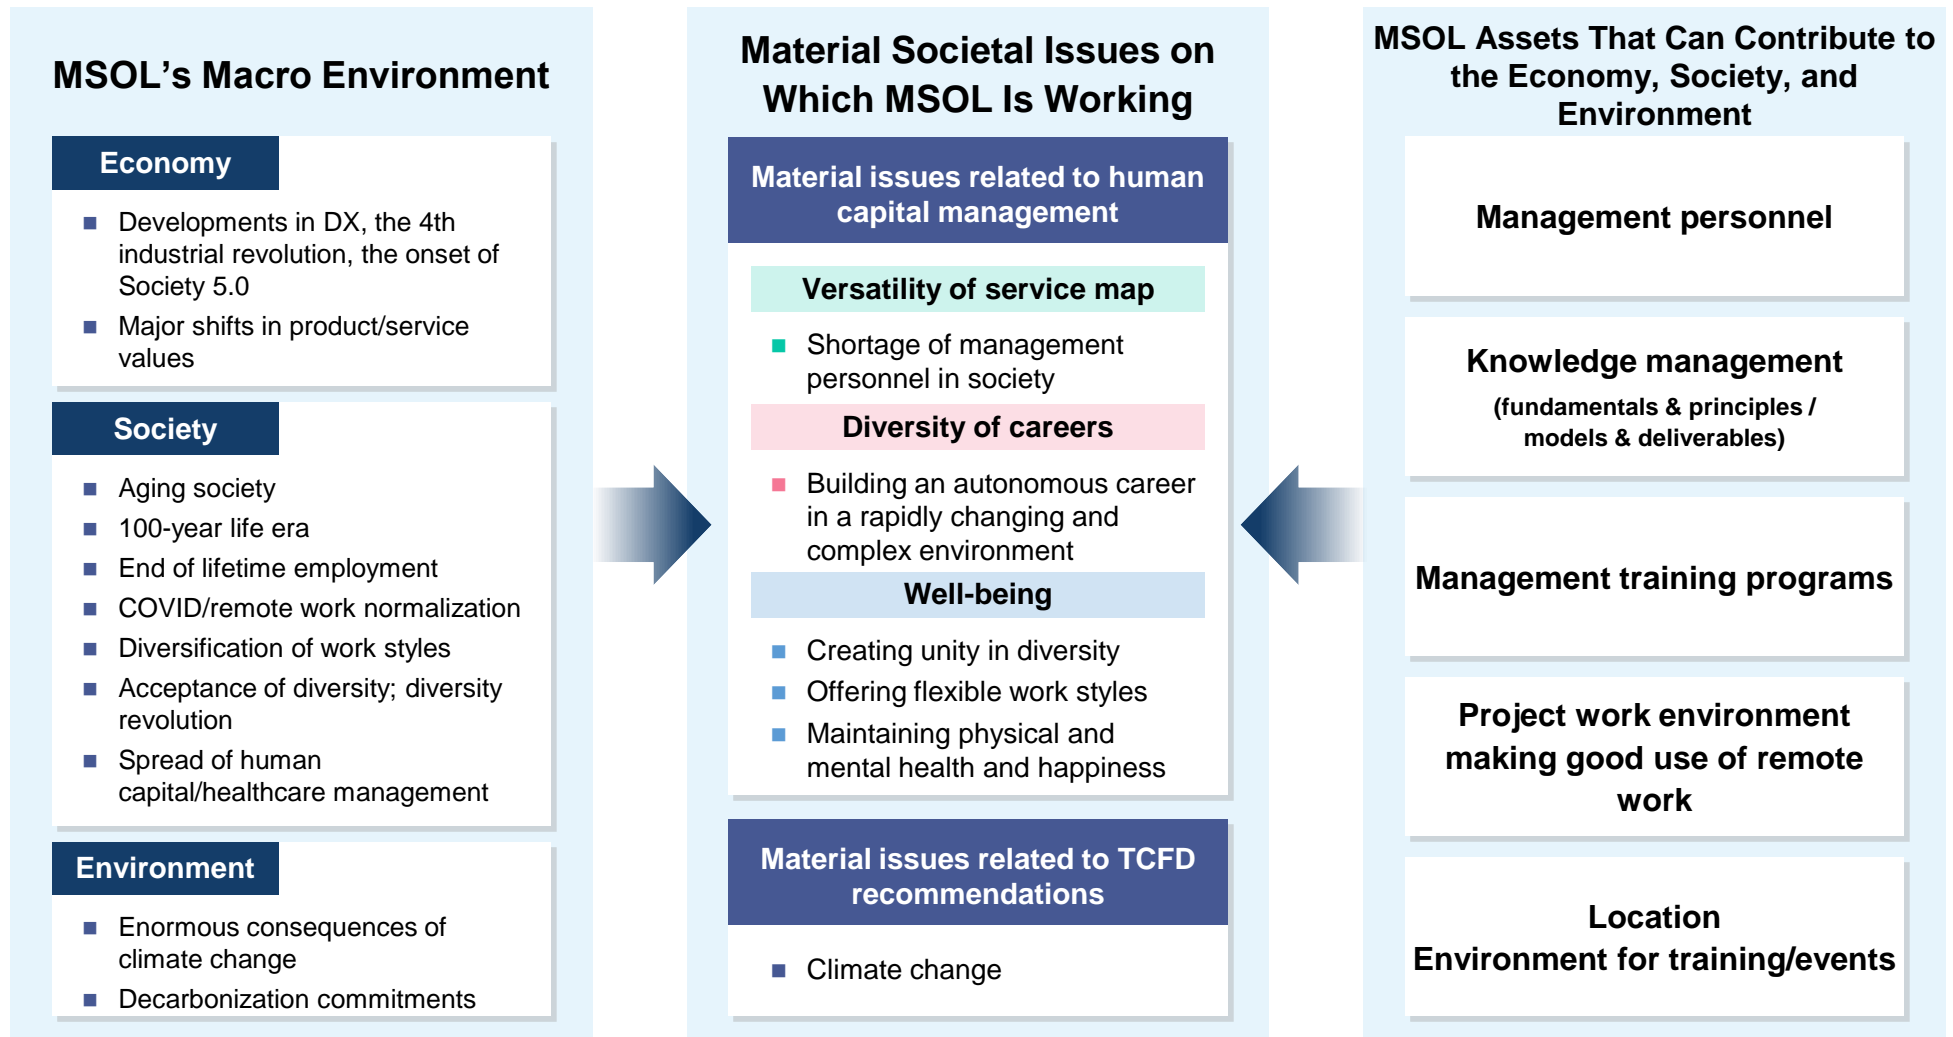 MSOL’s Macro Environment
Economy
Developments in DX, the 4th
industrial revolution, the onset of
Society 5.0
Major shifts in product/service
values
Society
Aging society
100-year life era
End of lifetime employment
COVID/remote work normalization
Diversification of work styles
Acceptance of diversity; diversity
revolution
Spread of human
capital/healthcare management
Environment
Enormous consequences of
climate change
Decarbonization commitments
Material Societal Issues on
Which MSOL Is Working
Material issues related to human
capital management
Versatility of service map
Shortage of management
personnel in society
Diversity of careers
Building an autonomous career
in a rapidly changing and
complex environment
Well-being
Creating unity in diversity
Offering flexible work styles
Maintaining physical and
mental health and happiness
Material issues related to TCFD
recommendations
Climate change
MSOL Assets That Can Contribute to
the Economy, Society, and
Environment
Management personnel
Knowledge management
(fundamentals & principles /
models & deliverables)
Management training programs
Project work environment
making good use of remote
work
Location
Environment for training/events